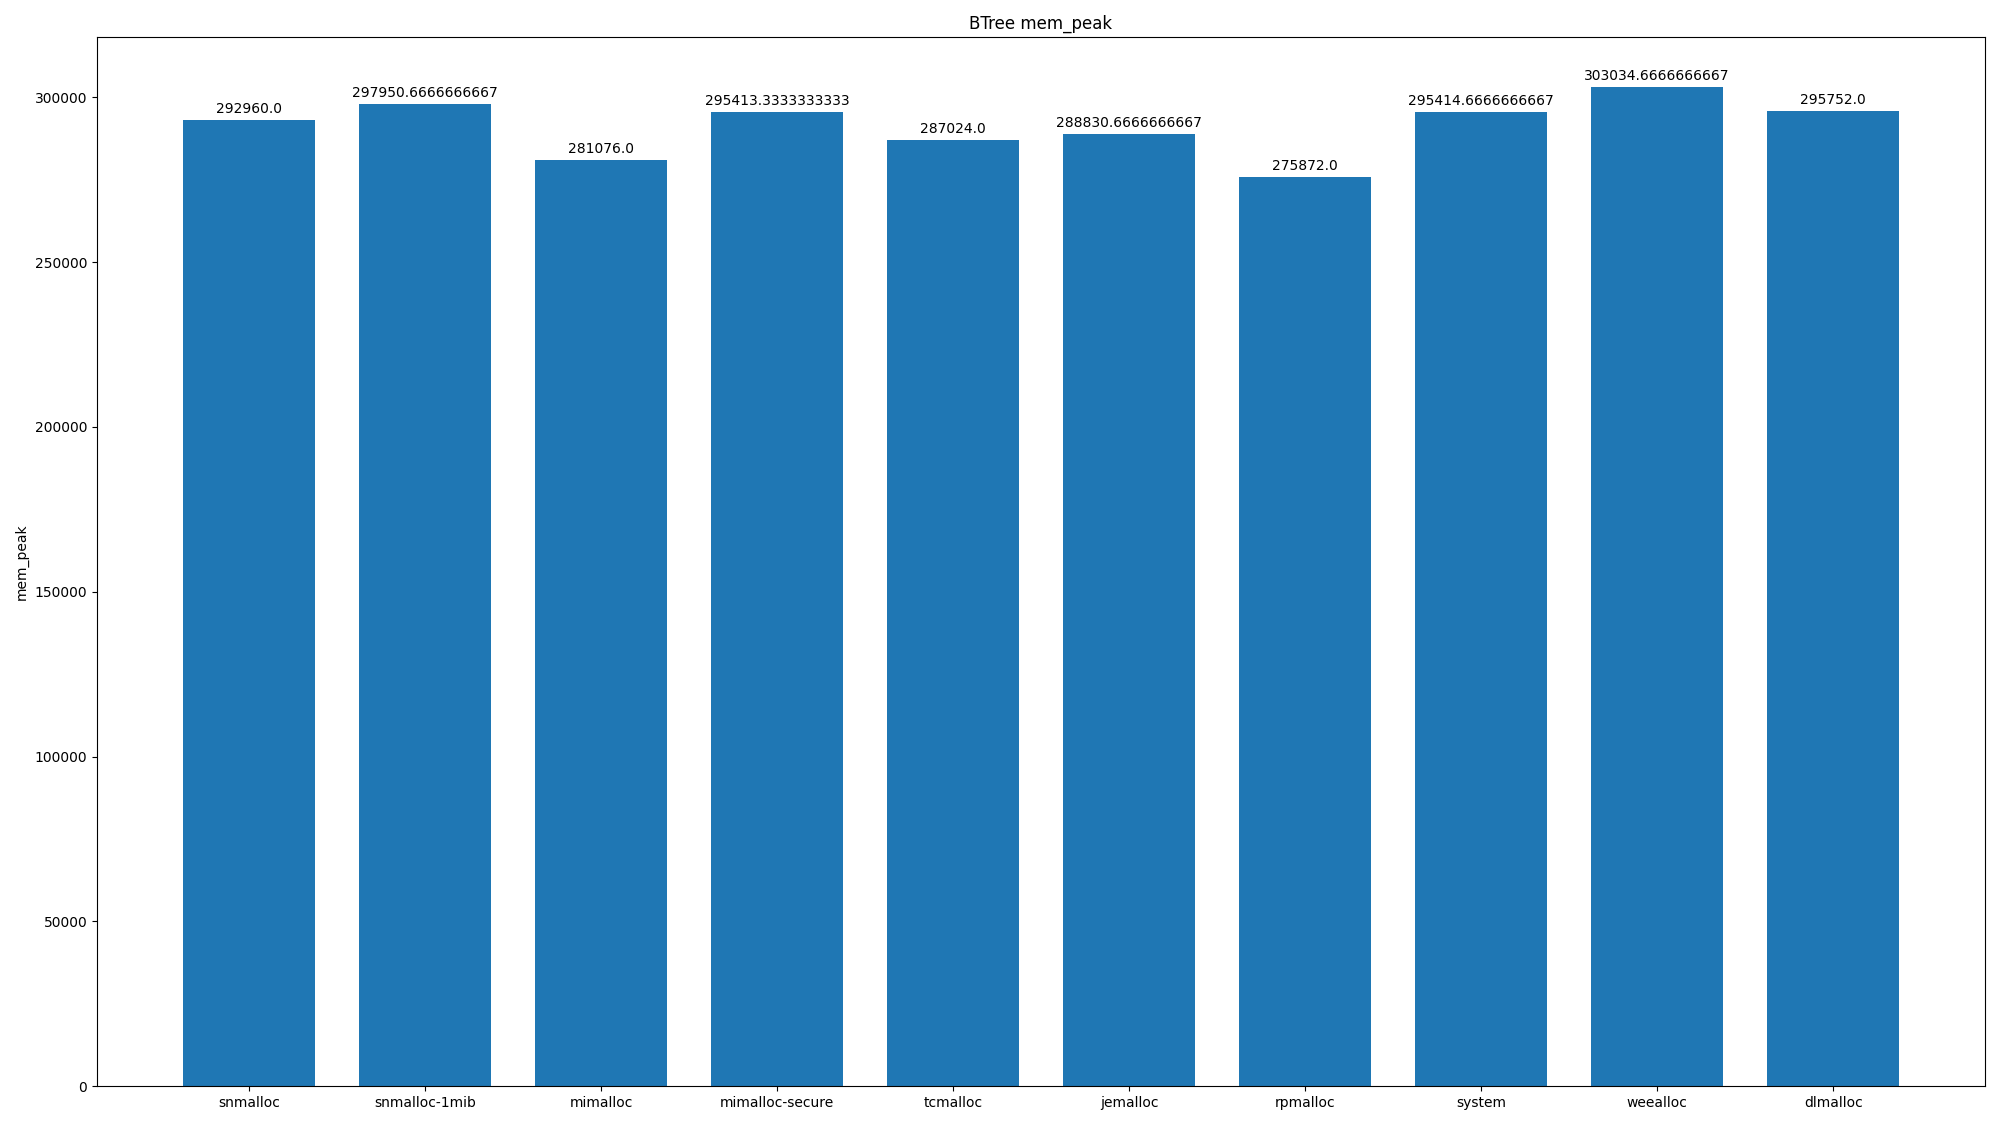 BTree mem_peak
mem_peak
300000
250000
200000
150000
100000
50000
0
292960.0
297950.6666666667
281076.0
295413.3333333333
287024.0
288830.6666666667
275872.0
295414.6666666667
303034.6666666667
295752.0
snmalloc
snmalloc-1mib
mimalloc
mimalloc-secure
tcmalloc
jemalloc
rpmalloc
system
weealloc
dlmalloc